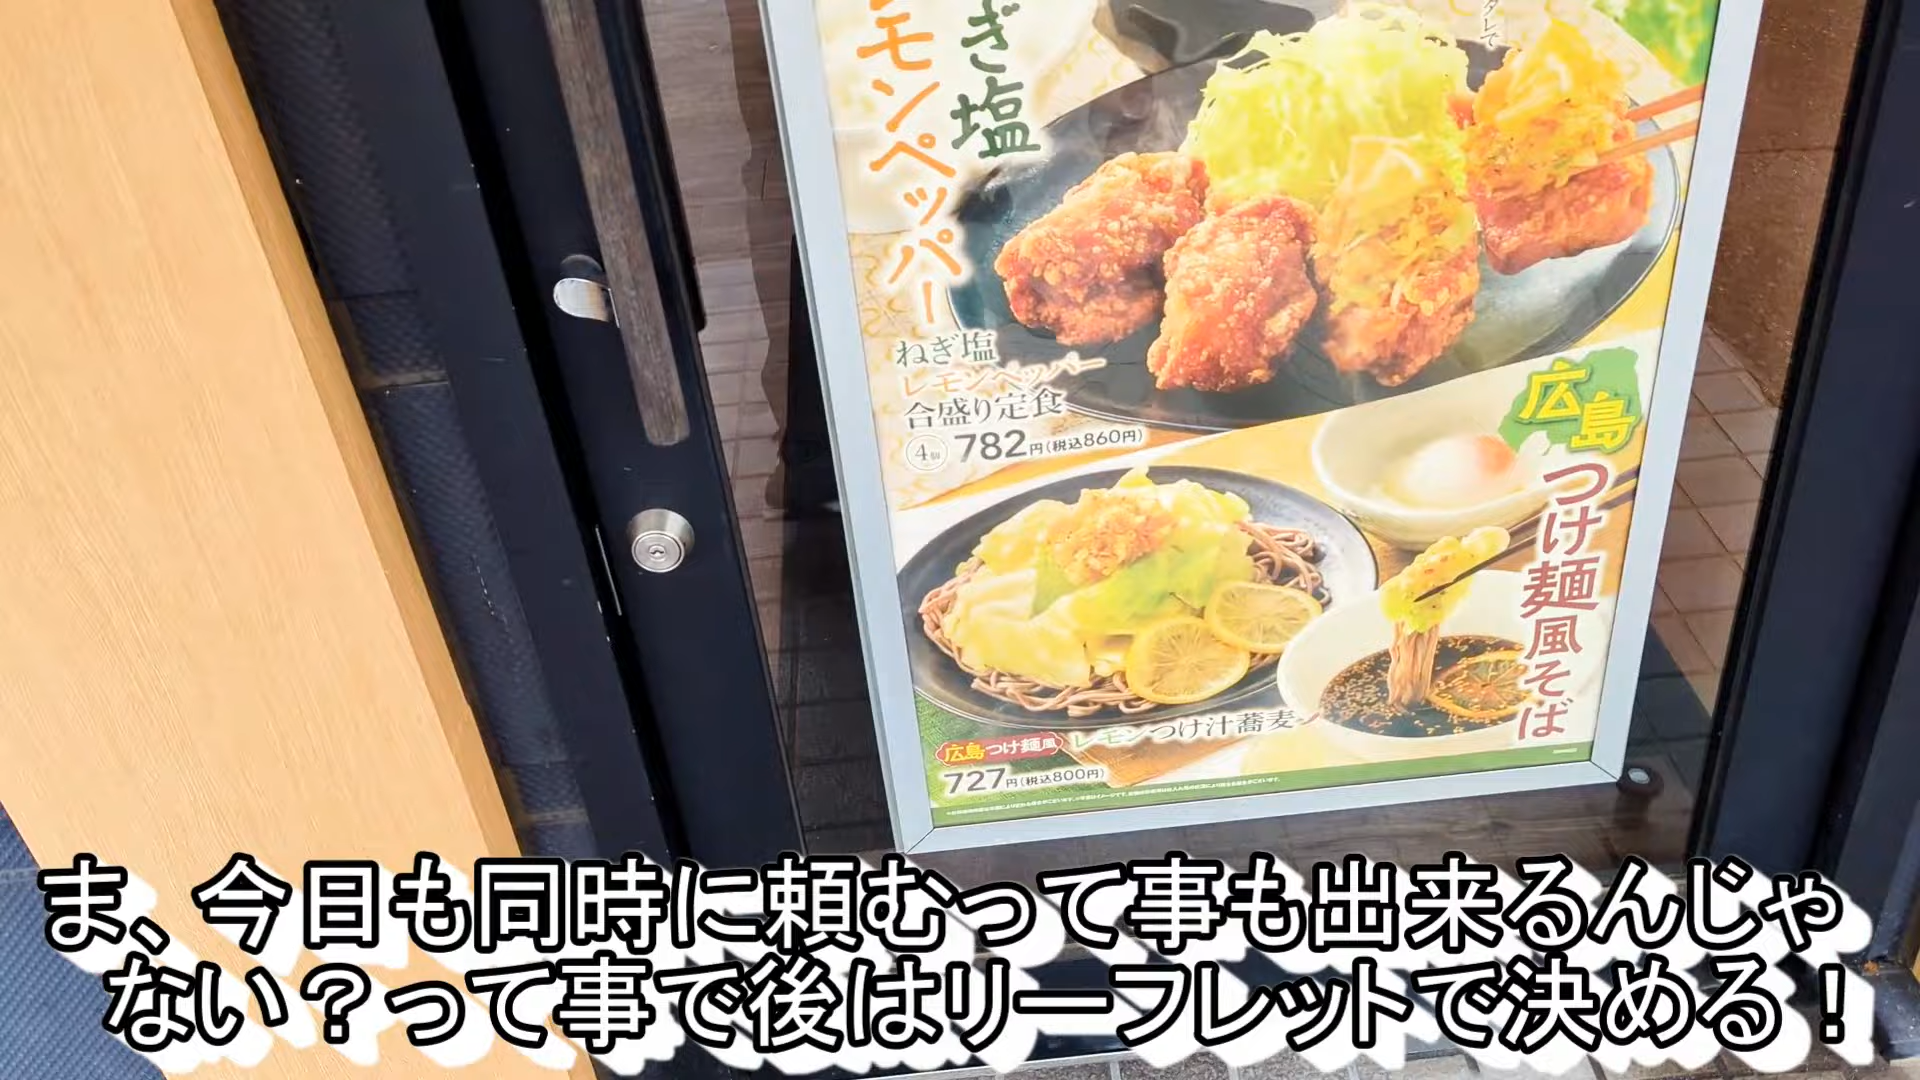 ぎ塩
モンペッパー
ねぎ塩
レモンペッパー
合盛り定食
4個 782円(税込860円)
広島
つけ麺風そば
広島つけ麺風 レモンつけ汁蕎麦
727円(税込800円)
ま、今日も同時に頼むって事も出来るんじゃ
ない？って事で後はリーフレットで決める！